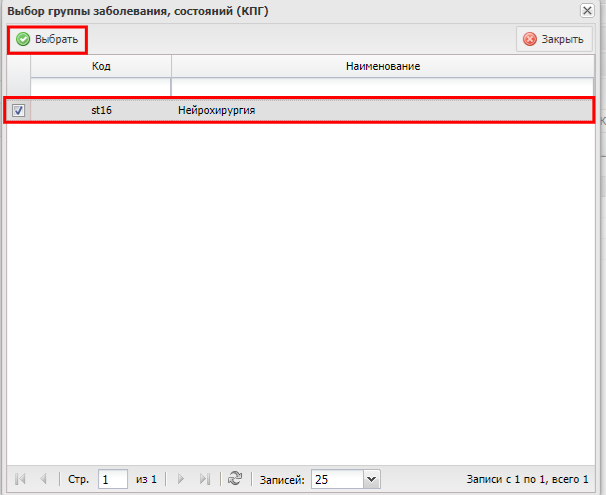 Выбор группы заболевания, состояний (КПГ)
Выбрать
Закрыть
Код Наименование
st16 Нейрохирургия
Стр. 1 из 1 Записей: 25 Записи с 1 по 1, всего 1